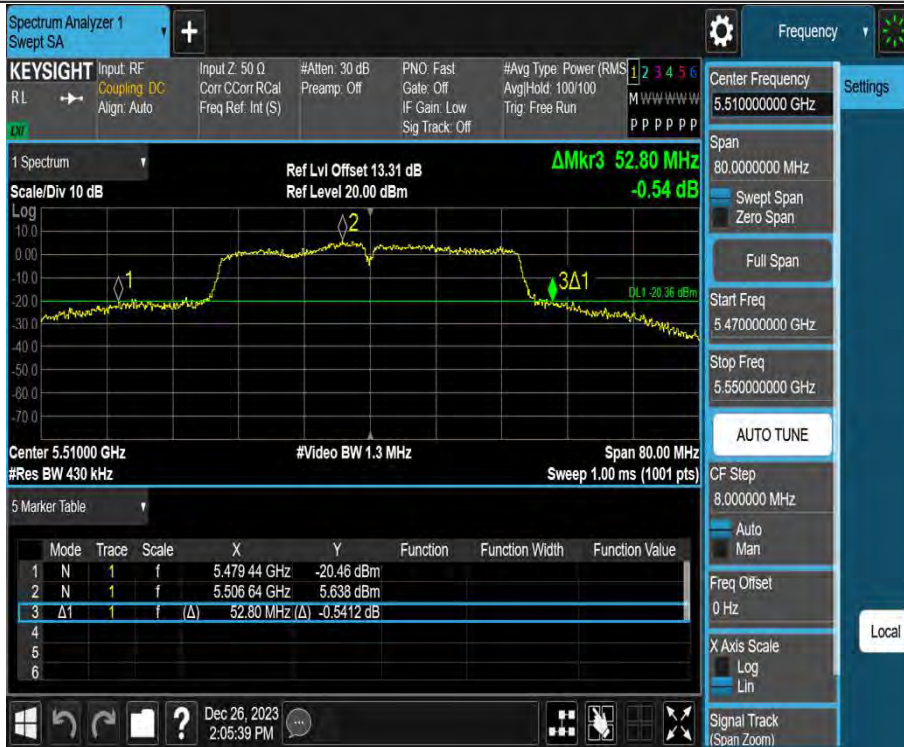 Spectrum Analyzer 1
Swept SA
+
Frequency
KEYSIGHT
RL
LXI
Input: RF
Coupling: DC
Align: Auto
Input Z: 50 Ω
Corr CCorr RCal
Freq Ref: Int (S)
#Atten: 30 dB
Preamp: Off
PNO: Fast
Gate: Off
IF Gain: Low
Sig Track: Off
#Avg Type: Power (RMS
Avg|Hold: 100/100
Trig: Free Run
1 2 3 4 5 6
M W W W W W
P P P P P P
1 Spectrum
Scale/Div 10 dB
Ref Lvl Offset 13.31 dB
Ref Level 20.00 dBm
ΔMkr3 52.80 MHz
-0.54 dB
Log
10.0
0.00
-10.0
-20.0
-30.0
-40.0
-50.0
-60.0
-70.0
1
2
3Δ1
DL1 -20.36 dBm
Center 5.51000 GHz
#Video BW 1.3 MHz
Span 80.00 MHz
#Res BW 430 kHz
Sweep 1.00 ms (1001 pts)
5 Marker Table
Mode Trace Scale X Y Function Function Width Function Value
1 N 1 f 5.479 44 GHz -20.46 dBm
2 N 1 f 5.506 64 GHz 5.638 dBm
3 Δ1 1 f (Δ) 52.80 MHz (Δ) -0.5412 dB
4
5
6
?
Dec 26, 2023
2:05:39 PM
Center Frequency
5.510000000 GHz
Settings
Span
80.0000000 MHz
Swept Span
Zero Span
Full Span
Start Freq
5.470000000 GHz
Stop Freq
5.550000000 GHz
AUTO TUNE
CF Step
8.000000 MHz
Auto
Man
Freq Offset
0 Hz
Local
X Axis Scale
Log
Lin
Signal Track
(Span Zoom)